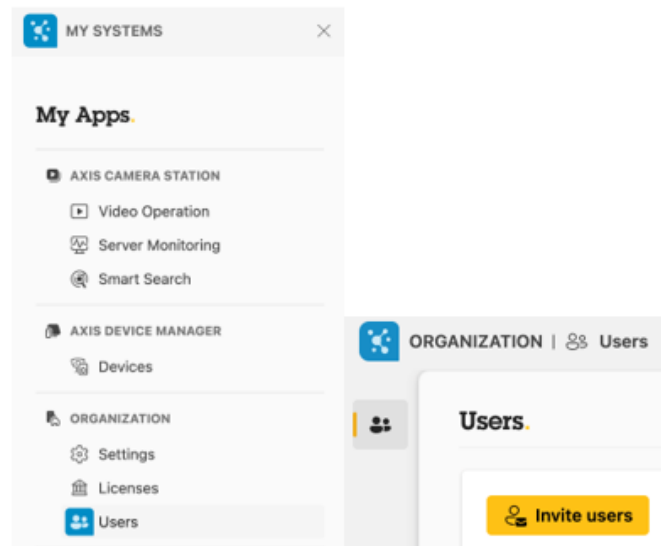 MY SYSTEMS
My Apps.
AXIS CAMERA STATION
Video Operation
Server Monitoring
Smart Search
AXIS DEVICE MANAGER
Devices
ORGANIZATION
Settings
Licenses
Users
ORGANIZATION | Users
Users.
Invite users